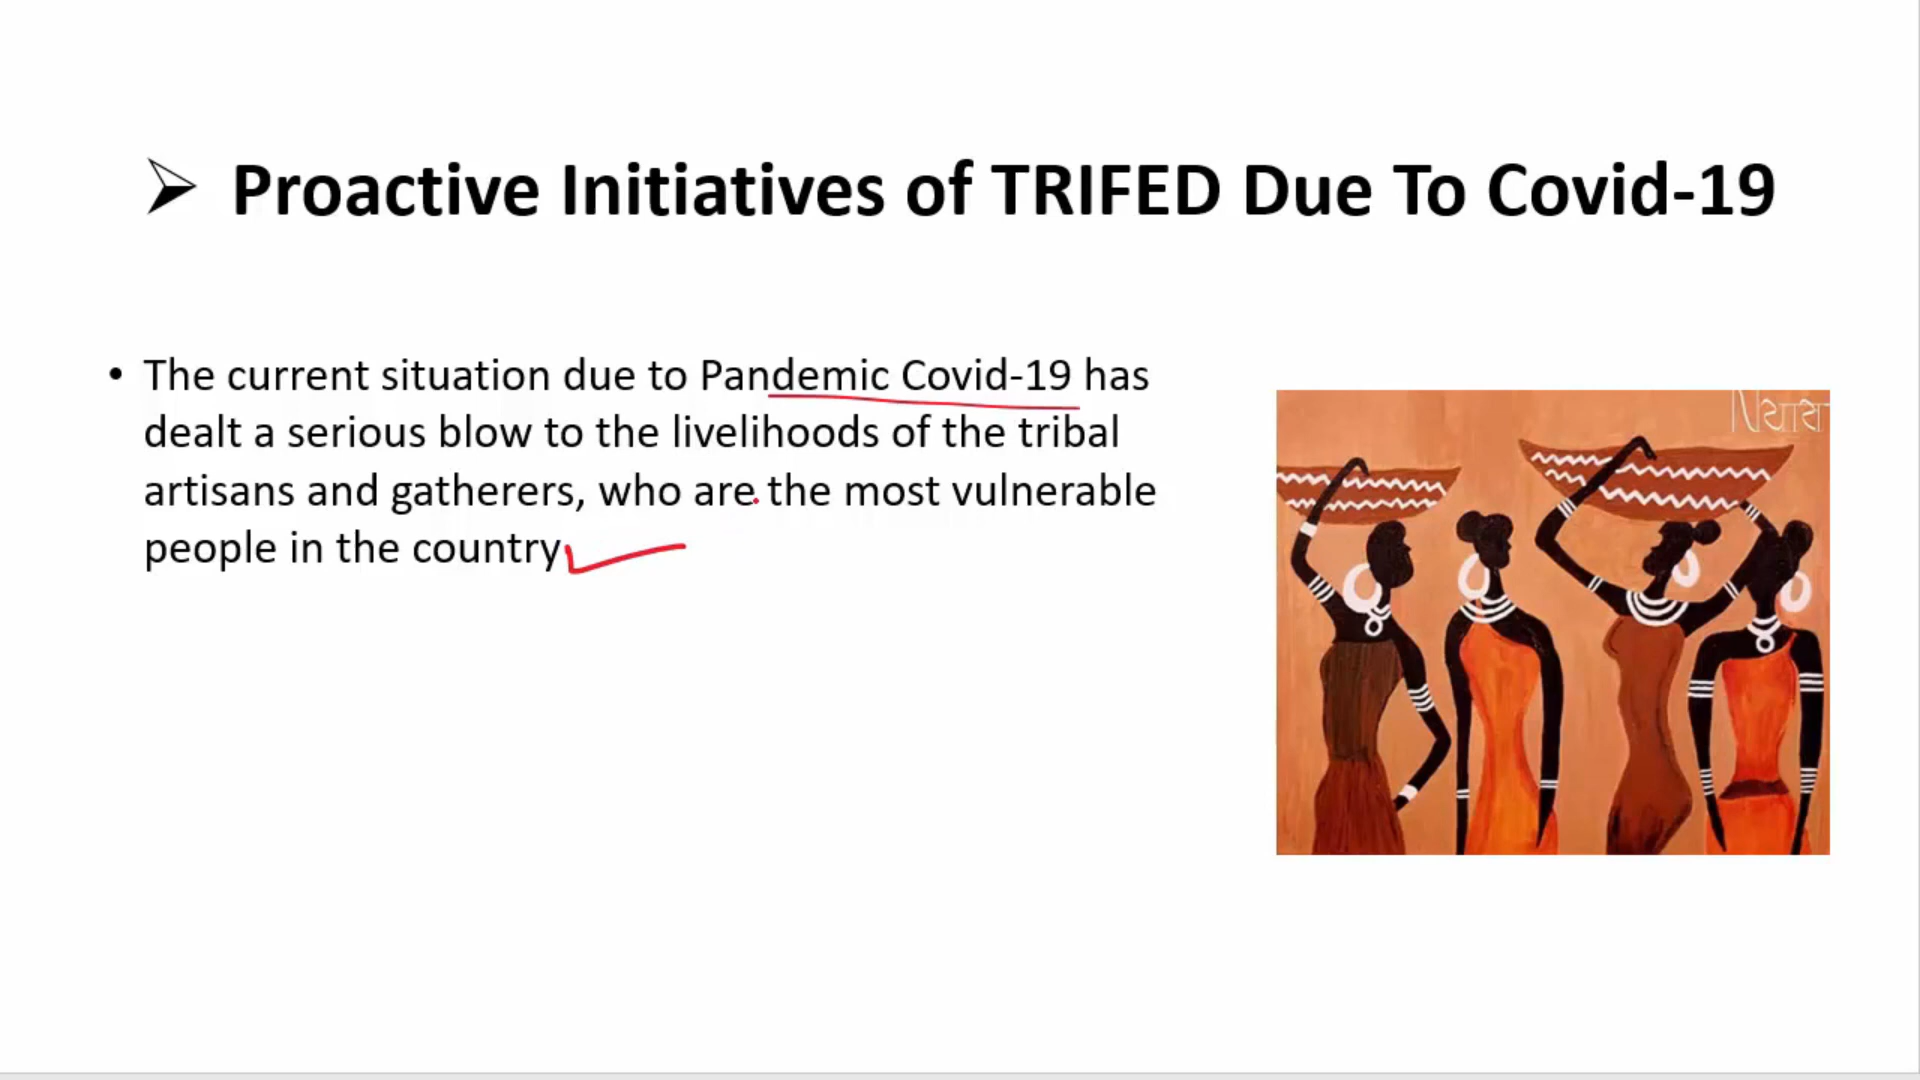 ➢ Proactive Initiatives of TRIFED Due To Covid-19
• The current situation due to Pandemic Covid-19 has
dealt a serious blow to the livelihoods of the tribal
artisans and gatherers, who are the most vulnerable
people in the country